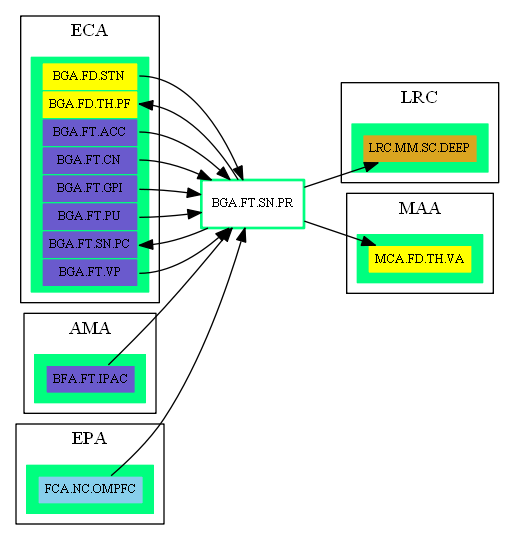 ECA
BGA.FD.STN
BGA.FD.TH.PF
BGA.FT.ACC
BGA.FT.CN
BGA.FT.GPI
BGA.FT.PU
BGA.FT.SN.PC
BGA.FT.VP
AMA
BFA.FT.IPAC
EPA
FCA.NC.OMPFC
BGA.FT.SN.PR
LRC
LRC.MM.SC.DEEP
MAA
MCA.FD.TH.VA